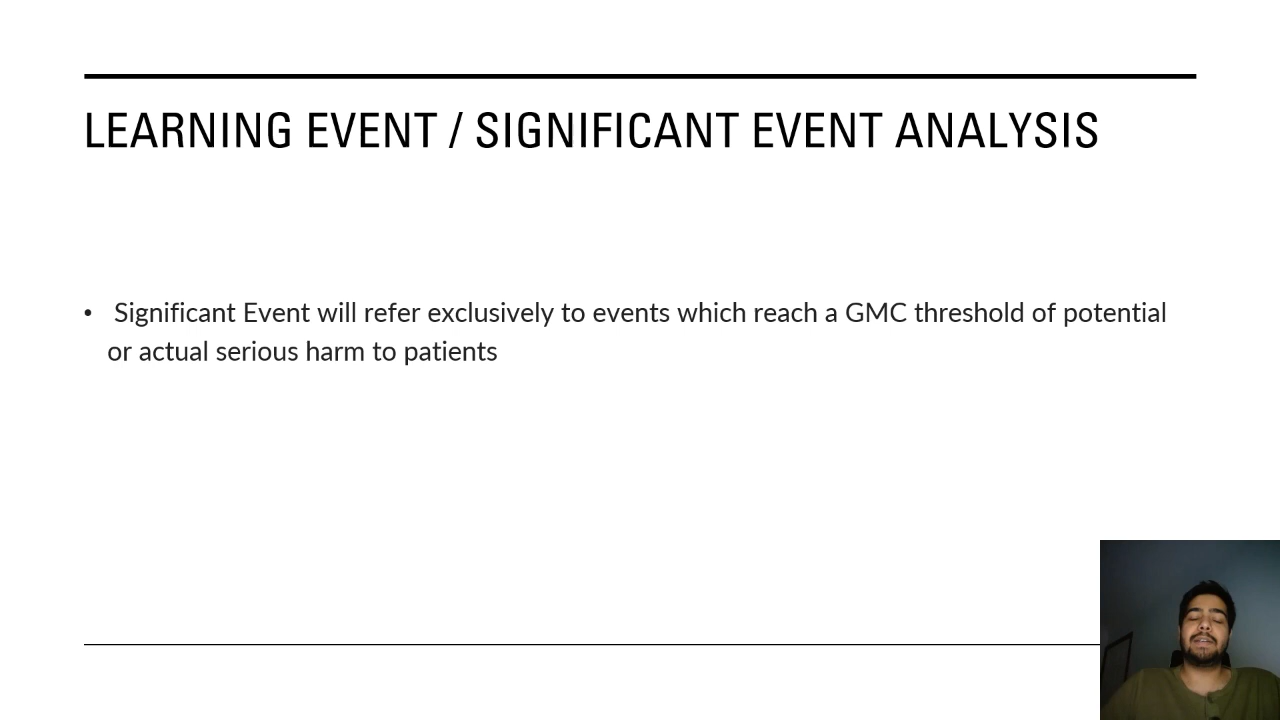 LEARNING EVENT / SIGNIFICANT EVENT ANALYSIS
• Significant Event will refer exclusively to events which reach a GMC threshold of potential
or actual serious harm to patients